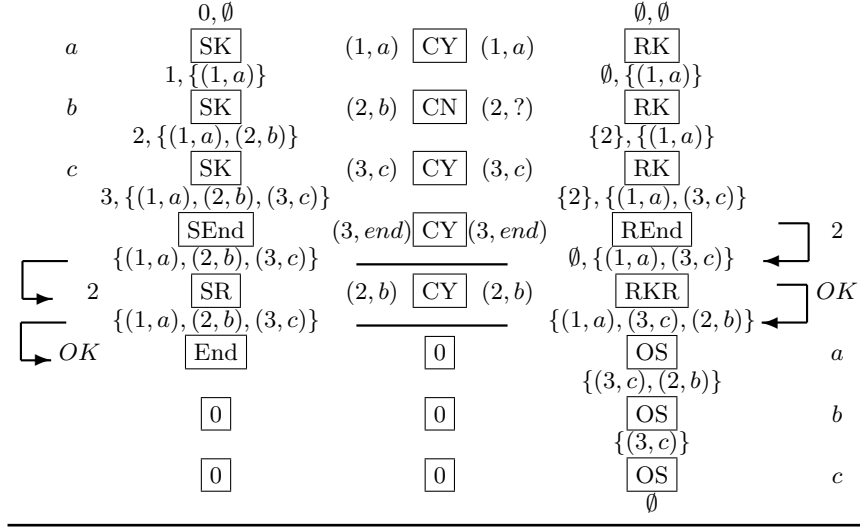 0, ∅ ∅, ∅
a SK (1, a) CY (1, a) RK
1, {(1, a)} ∅, {(1, a)}
b SK (2, b) CN (2, ?) RK
2, {(1, a), (2, b)} {2}, {(1, a)}
c SK (3, c) CY (3, c) RK
3, {(1, a), (2, b), (3, c)} {2}, {(1, a), (3, c)}
SEnd (3, end) CY (3, end) REnd 2
{(1, a), (2, b), (3, c)} ∅, {(1, a), (3, c)}
2 SR (2, b) CY (2, b) RKR OK
{(1, a), (2, b), (3, c)} {(1, a), (3, c), (2, b)}
OK End 0 OS a
{(3, c), (2, b)}
0 0 OS b
{(3, c)}
0 0 OS c
∅